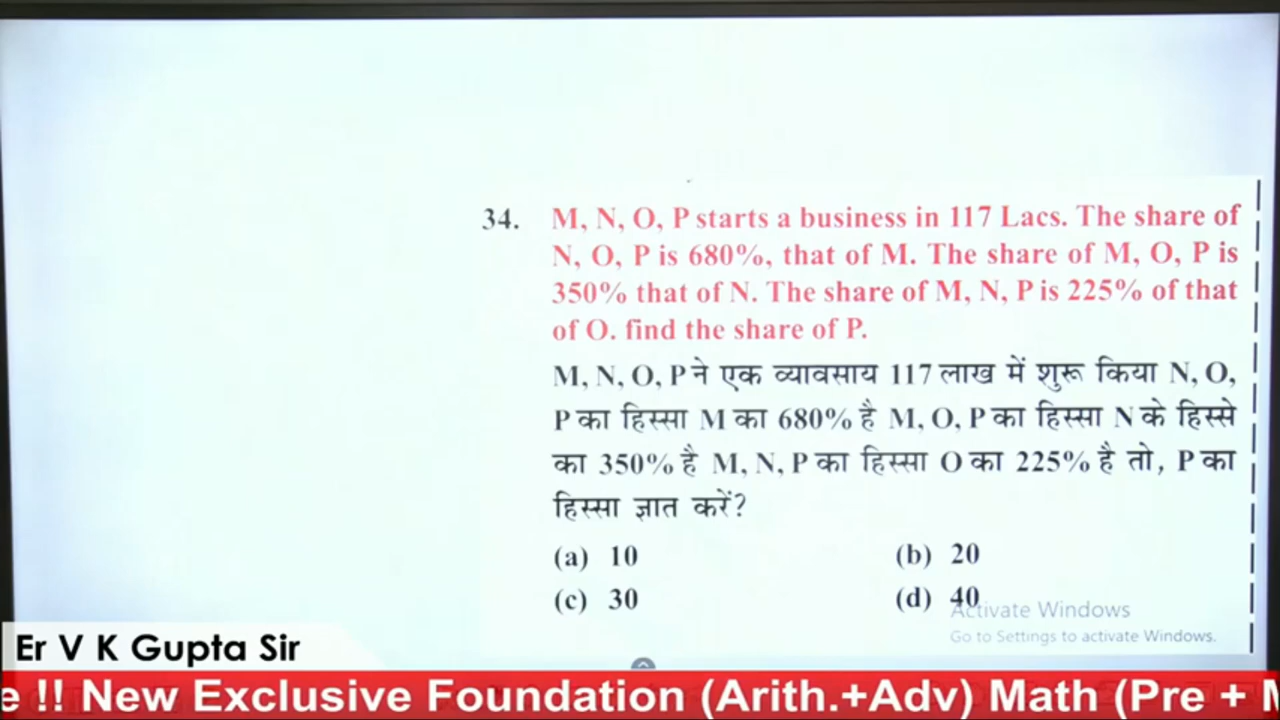 34. M, N, O, P starts a business in 117 Lacs. The share of
N, O, P is 680%, that of M. The share of M, O, P is
350% that of N. The share of M, N, P is 225% of that
of O. find the share of P.
M, N, O, P ने एक व्यावसाय 117 लाख में शुरू किया N, O,
P का हिस्सा M का 680% है M, O, P का हिस्सा N के हिस्से
का 350% है M, N, P का हिस्सा O का 225% है तो, P का
हिस्सा ज्ञात करें?
(a) 10 (b) 20
(c) 30 (d) 40
Activate Windows
Go to Settings to activate Windows.
Er V K Gupta Sir
e !! New Exclusive Foundation (Arith.+Adv) Math (Pre + M